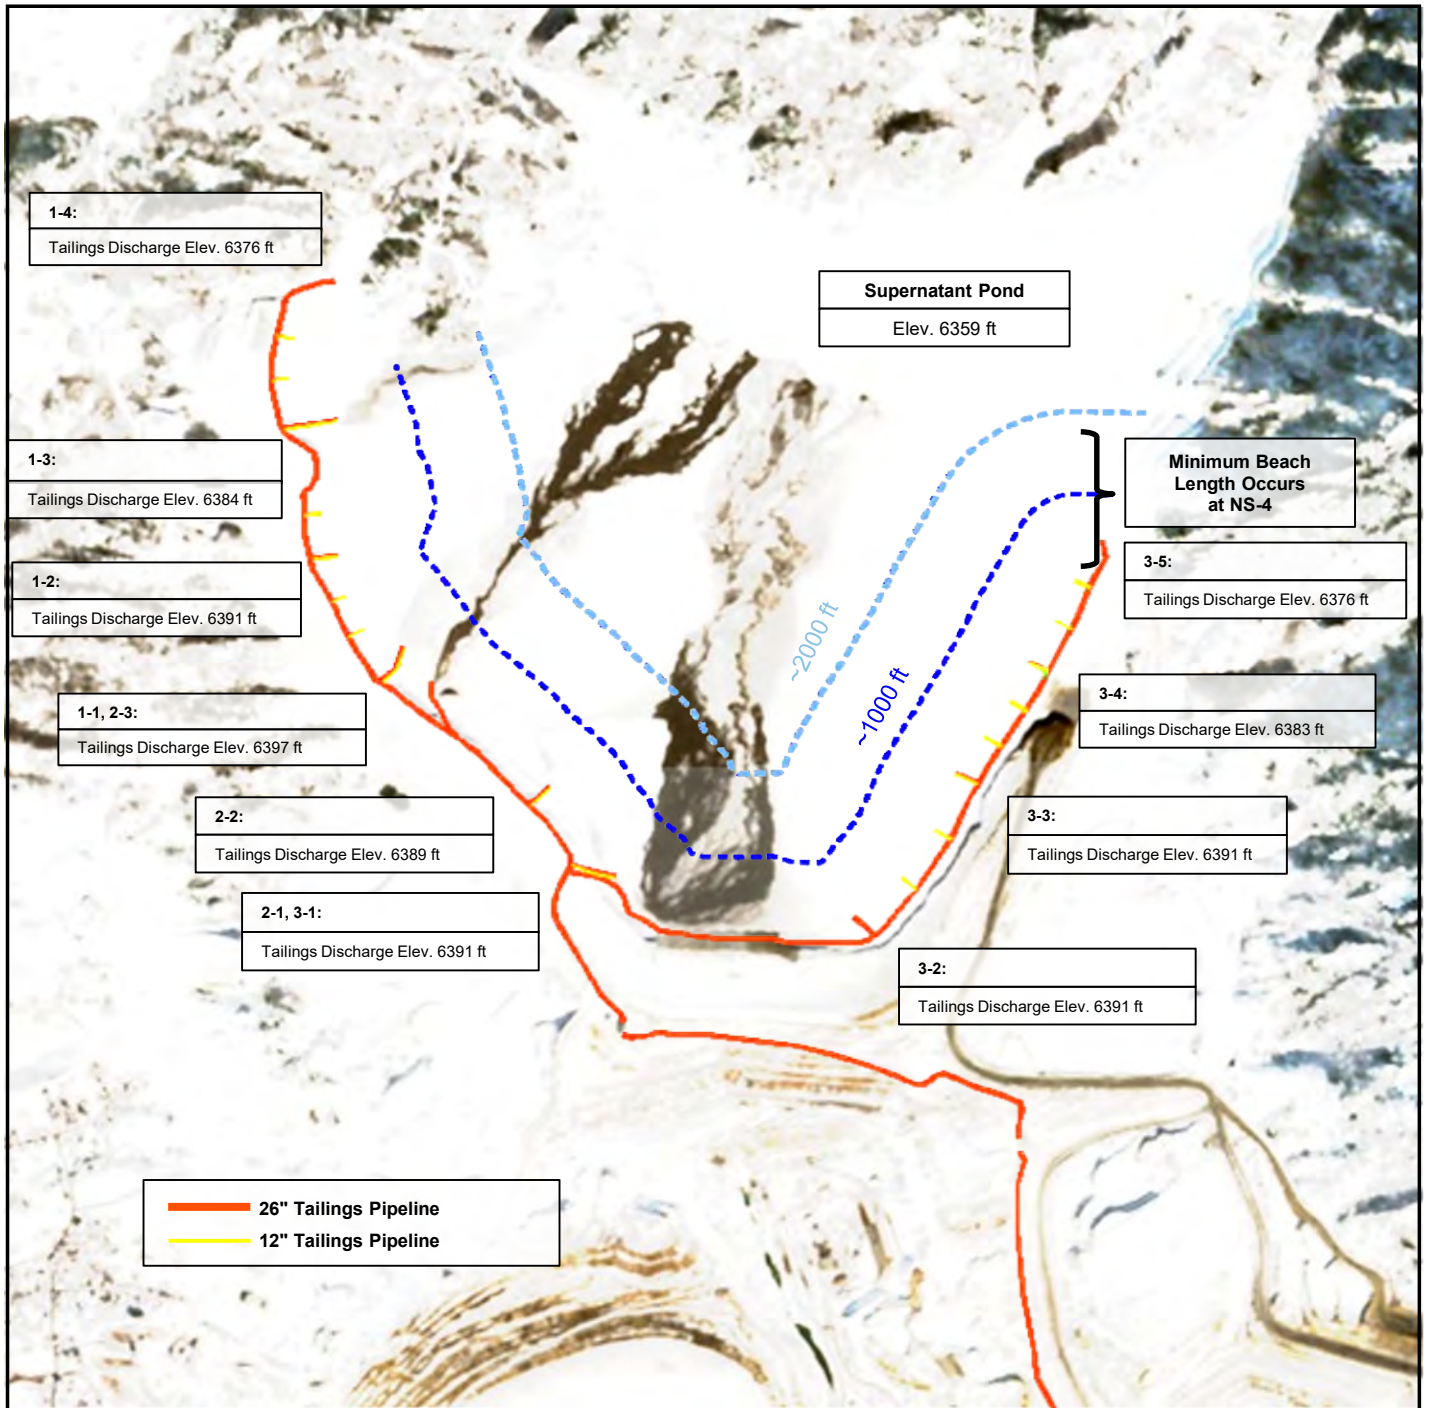 1-4:
Tailings Discharge Elev. 6376 ft
Supernatant Pond
Elev. 6359 ft
1-3:
Tailings Discharge Elev. 6384 ft
Minimum Beach
Length Occurs
at NS-4
1-2:
Tailings Discharge Elev. 6391 ft
3-5:
Tailings Discharge Elev. 6376 ft
~2000 ft
~1000 ft
1-1, 2-3:
Tailings Discharge Elev. 6397 ft
3-4:
Tailings Discharge Elev. 6383 ft
2-2:
Tailings Discharge Elev. 6389 ft
3-3:
Tailings Discharge Elev. 6391 ft
2-1, 3-1:
Tailings Discharge Elev. 6391 ft
3-2:
Tailings Discharge Elev. 6391 ft
26" Tailings Pipeline
12" Tailings Pipeline